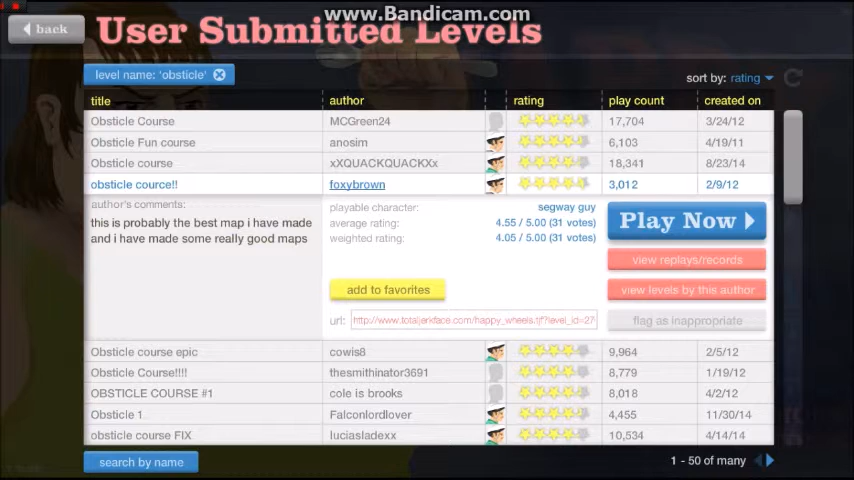 www.Bandicam.com
back
User Submitted Levels
level name: 'obsticle'
sort by: rating
title author rating play count created on
Obsticle Course MCGreen24 17,704 3/24/12
Obsticle Fun course anosim 6,103 4/19/11
Obsticle course xXQUACKQUACKXx 18,341 8/23/14
obsticle cource!! foxybrown 3,012 2/9/12
author's comments:
this is probably the best map i have made
and i have made some really good maps
playable character: segway guy
average rating: 4.55 / 5.00 (31 votes)
weighted rating: 4.05 / 5.00 (31 votes)
add to favorites
url: http://www.totaljerkface.com/happy_wheels.tjf?level_id=27
Play Now
view replays/records
view levels by this author
flag as inappropriate
Obsticle course epic cowis8 9,964 2/5/12
Obsticle Course!!!! thesmithinator3691 8,779 1/19/12
OBSTICLE COURSE #1 cole is brooks 8,018 4/2/12
Obsticle 1 Falconlordlover 4,455 11/30/14
obsticle course FIX luciasladexx 10,534 4/14/14
search by name
1 - 50 of many